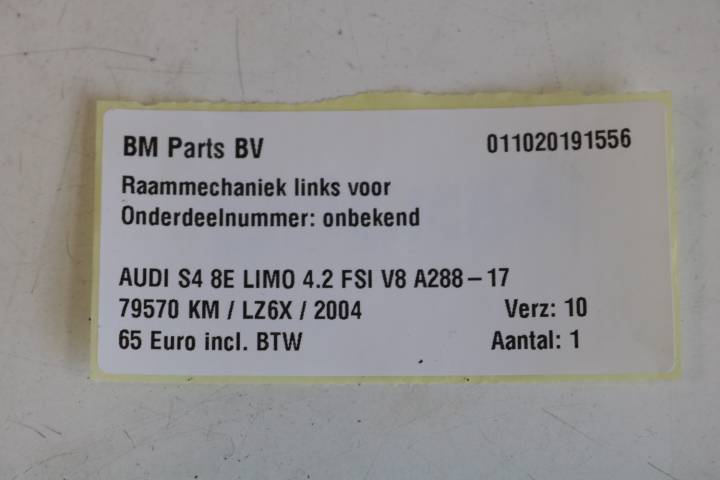 BM Parts BV 011020191556
Raammechaniek links voor
Onderdeelnummer: onbekend
AUDI S4 8E LIMO 4.2 FSI V8 A288-17
79570 KM / LZ6X / 2004 Verz: 10
65 Euro incl. BTW Aantal: 1